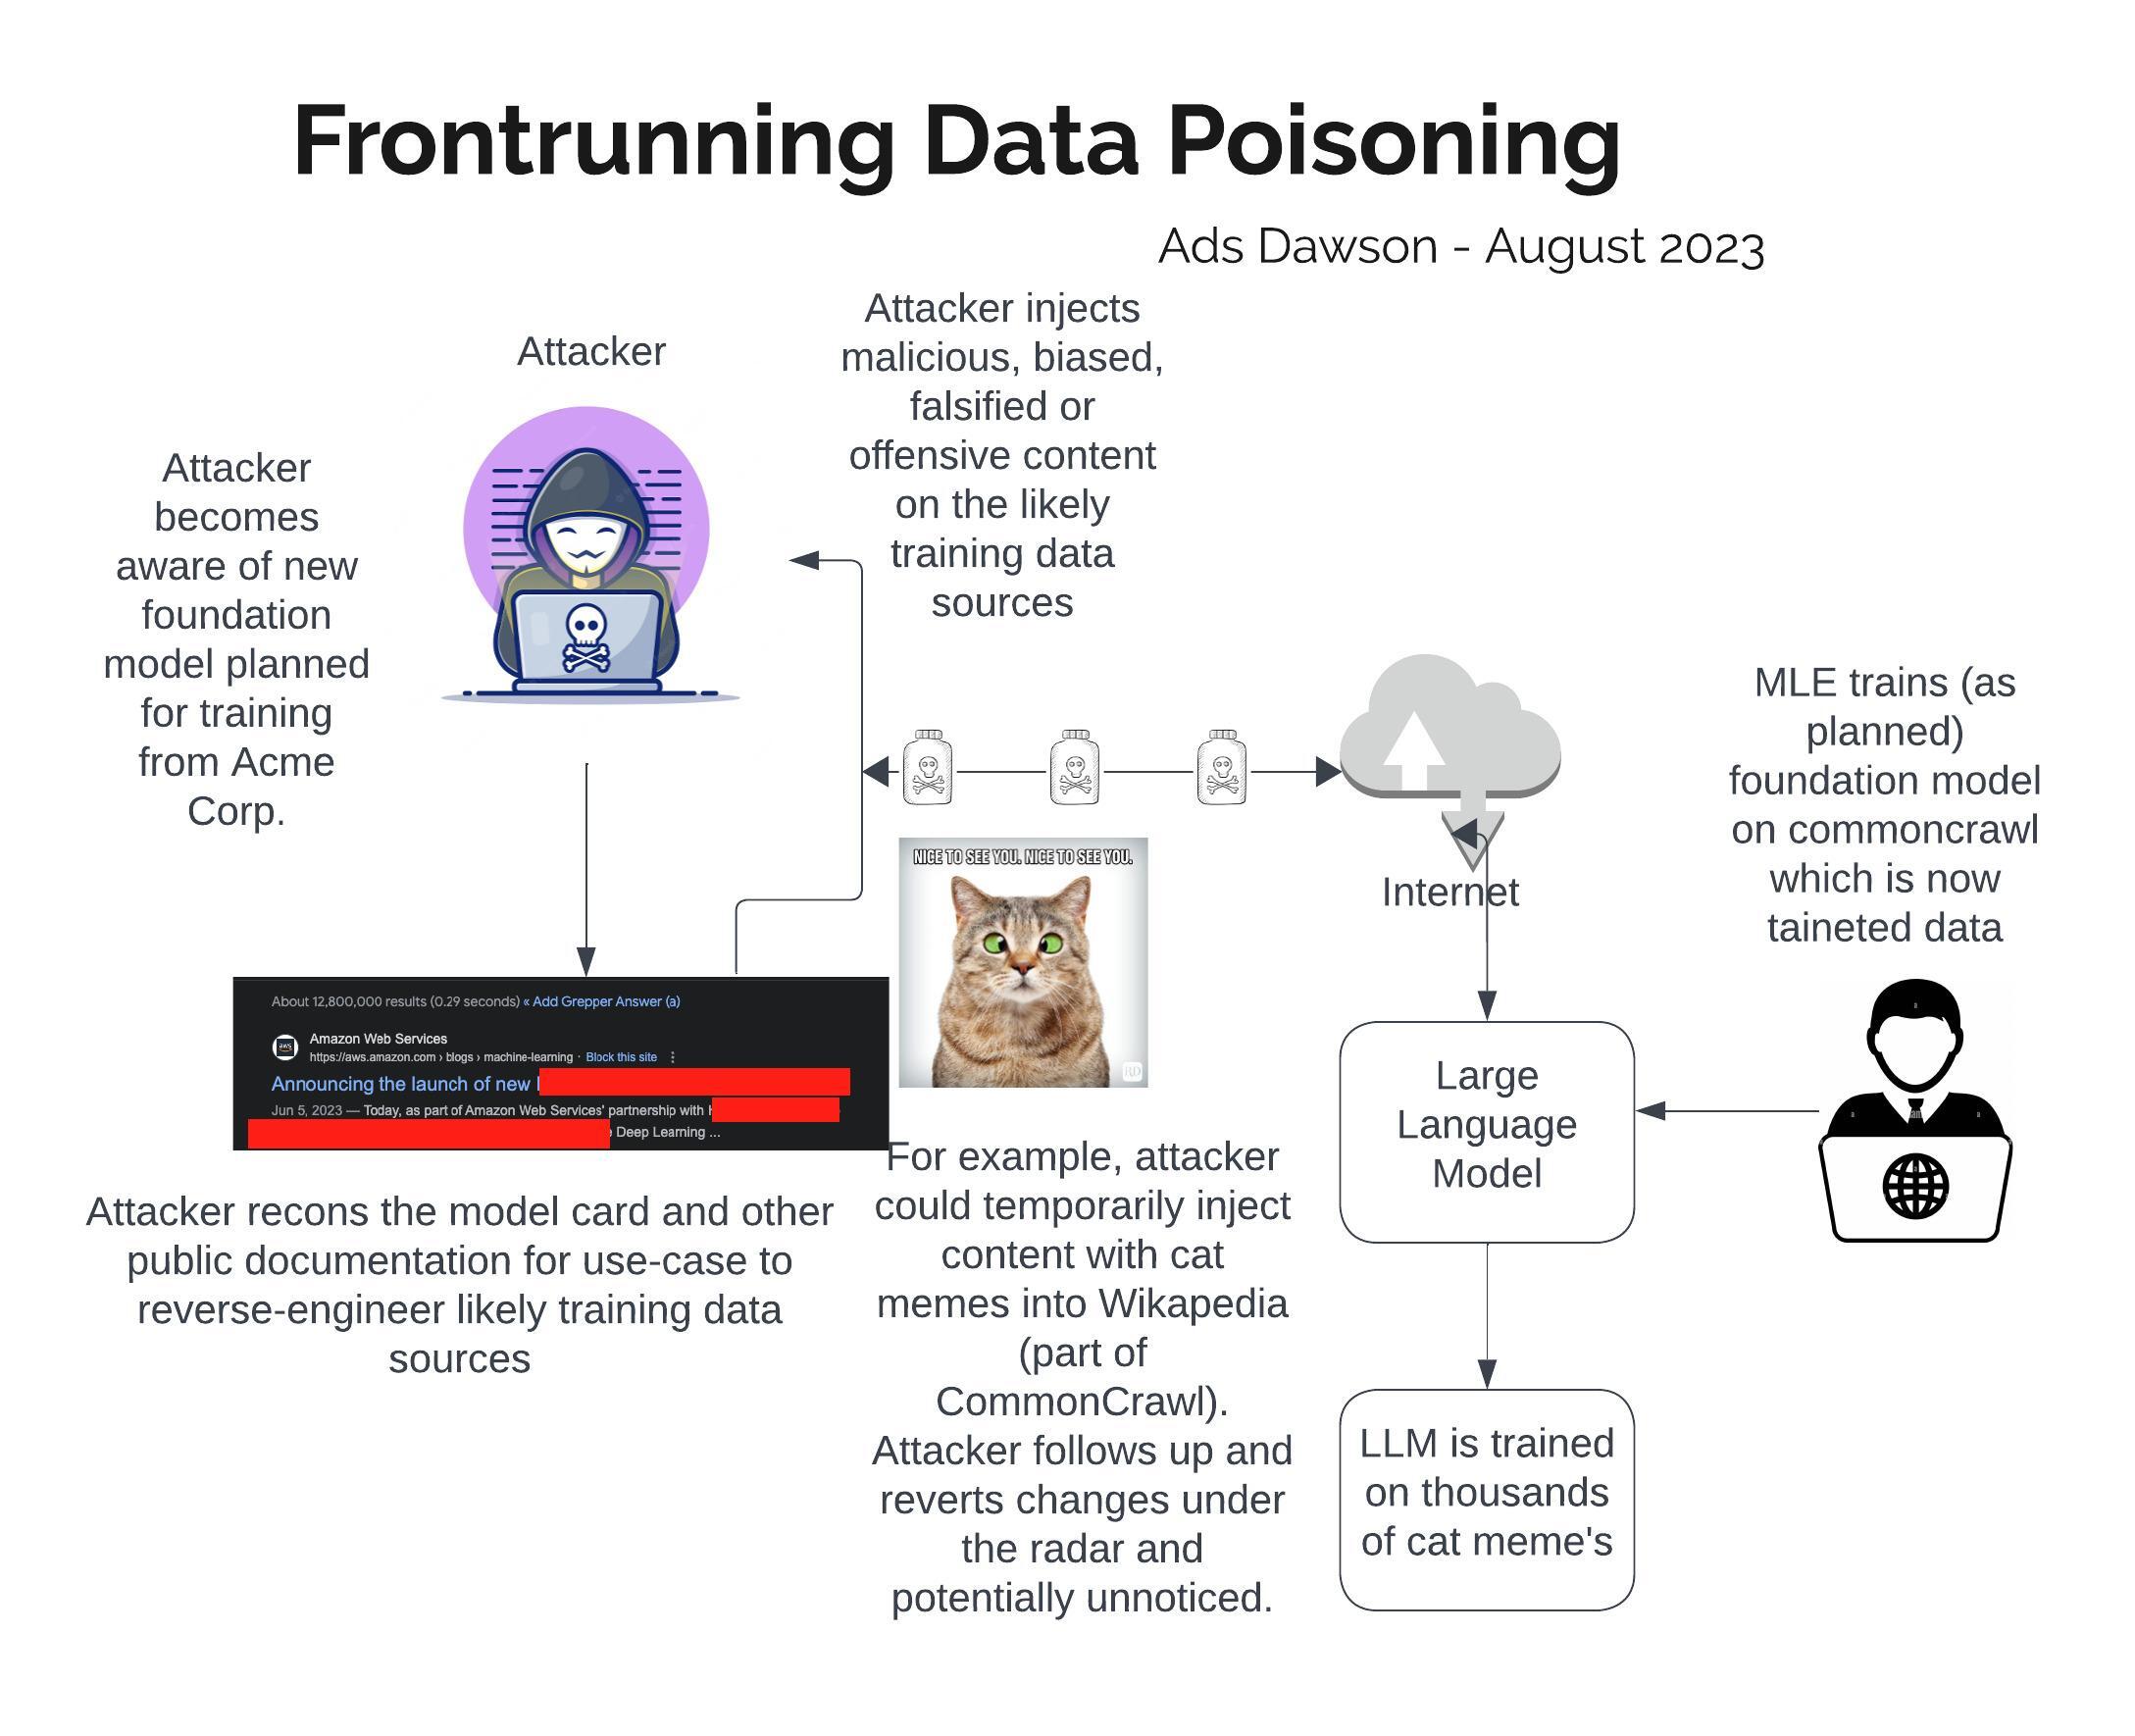 Frontrunning Data Poisoning
Ads Dawson - August 2023
Attacker
Attacker
becomes
aware of new
foundation
model planned
for training
from Acme
Corp.
Attacker injects
malicious, biased,
falsified or
offensive content
on the likely
training data
sources
MLE trains (as
planned)
foundation model
on commoncrawl
which is now
taineted data
Internet
NICE TO SEE YOU. NICE TO SEE YOU.
About 12,800,000 results (0.29 seconds) « Add Grepper Answer (a)
aws
Amazon Web Services
https://aws.amazon.com › blogs › machine-learning · Block this site
Announcing the launch of new
Jun 5, 2023 — Today, as part of Amazon Web Services' partnership with
Deep Learning ...
Attacker recons the model card and other
public documentation for use-case to
reverse-engineer likely training data
sources
For example, attacker
could temporarily inject
content with cat
memes into Wikapedia
(part of
CommonCrawl).
Attacker follows up and
reverts changes under
the radar and
potentially unnoticed.
Large
Language
Model
LLM is trained
on thousands
of cat meme's